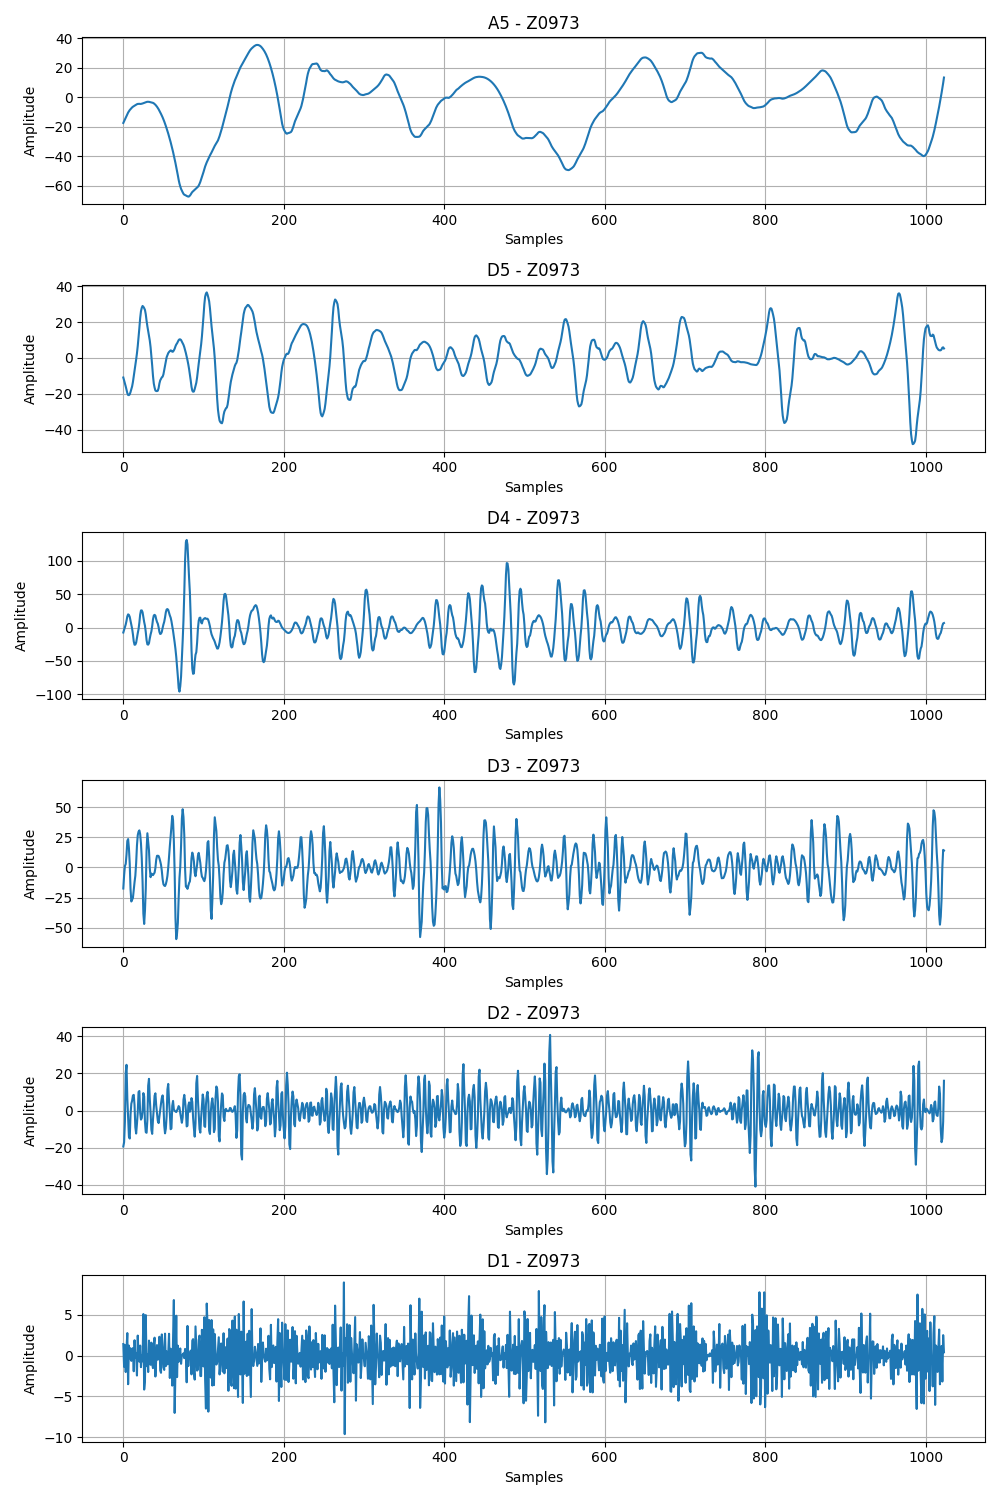 A5 - Z0973
40
20
0
−20
−40
−60
Amplitude
0 200 400 600 800 1000
Samples
D5 - Z0973
40
20
0
−20
−40
Amplitude
0 200 400 600 800 1000
Samples
D4 - Z0973
100
50
0
−50
−100
Amplitude
0 200 400 600 800 1000
Samples
D3 - Z0973
50
25
0
−25
−50
Amplitude
0 200 400 600 800 1000
Samples
D2 - Z0973
40
20
0
−20
−40
Amplitude
0 200 400 600 800 1000
Samples
D1 - Z0973
5
0
−5
−10
Amplitude
0 200 400 600 800 1000
Samples